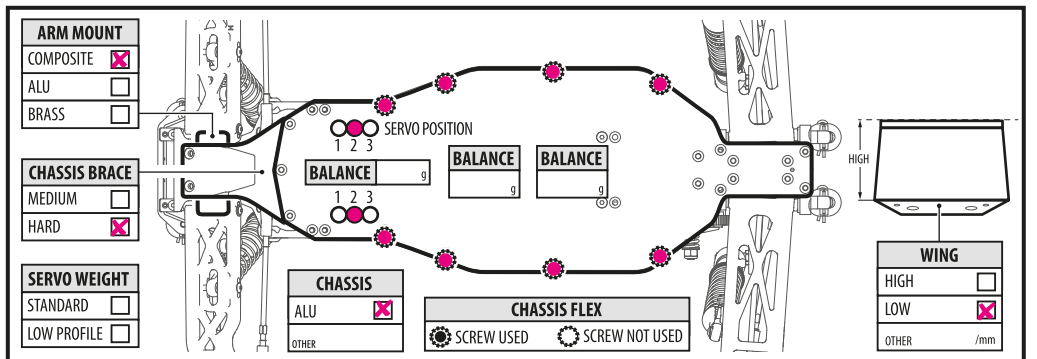 ARM MOUNT
COMPOSITE
ALU
BRASS
CHASSIS BRACE
MEDIUM
HARD
SERVO WEIGHT
STANDARD
LOW PROFILE
SERVO POSITION
1 2 3
BALANCE
g
1 2 3
BALANCE
g
BALANCE
g
CHASSIS
ALU
OTHER
CHASSIS FLEX
SCREW USED
SCREW NOT USED
HIGH
WING
HIGH
LOW
OTHER /mm